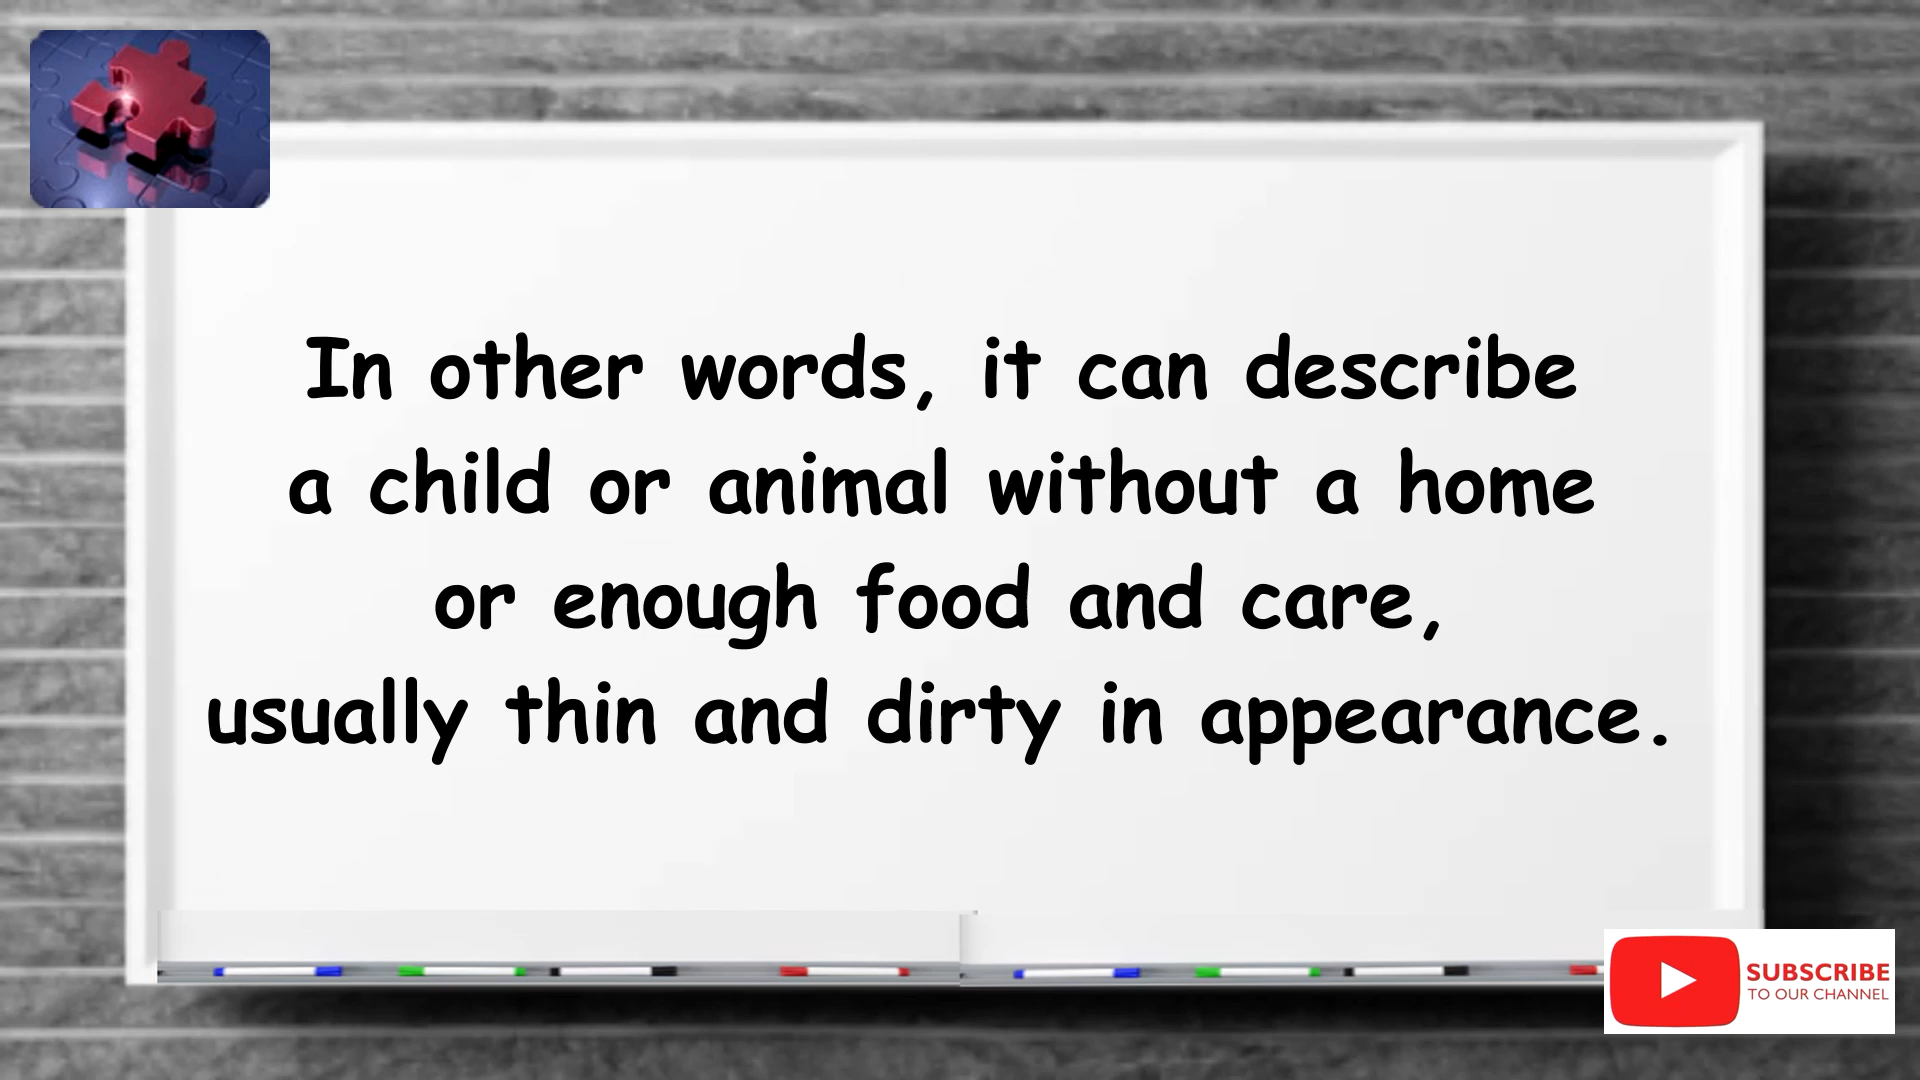 In other words, it can describe
a child or animal without a home
or enough food and care,
usually thin and dirty in appearance.
SUBSCRIBE
TO OUR CHANNEL